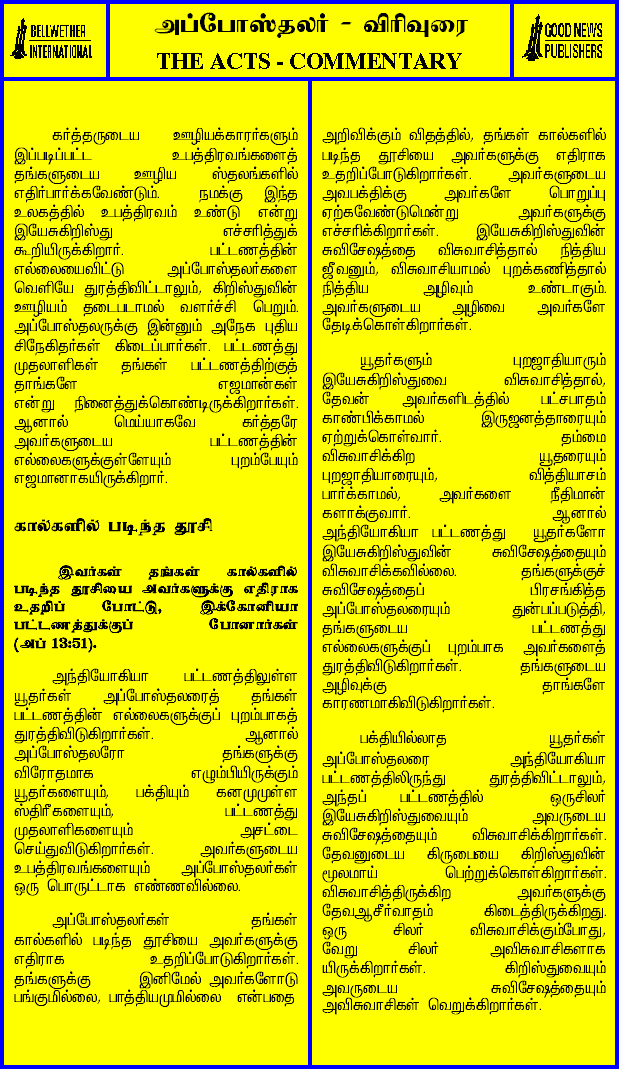 BELLWETHER
INTERNATIONAL
அப்போஸ்தலர் - விரிவுரை
THE ACTS - COMMENTARY
GOOD NEWS
PUBLISHERS
கர்த்தருடைய ஊழியக்காரர்களும்
இப்படிப்பட்ட உபத்திரவங்களைத்
தங்களுடைய ஊழிய ஸ்தலங்களில்
எதிர்பார்க்கவேண்டும். நமக்கு இந்த
உலகத்தில் உபத்திரவம் உண்டு என்று
இயேசுகிறிஸ்து எச்சரித்துக்
கூறியிருக்கிறார். பட்டணத்தின்
எல்லையைவிட்டு அப்போஸ்தலர்களை
வெளியே துரத்திவிட்டாலும், கிறிஸ்துவின்
ஊழியம் தடைபடாமல் வளர்ச்சி பெறும்.
அப்போஸ்தலருக்கு இன்னும் அநேக புதிய
சிநேகிதர்கள் கிடைப்பார்கள். பட்டணத்து
முதலாளிகள் தங்கள் பட்டணத்திற்குத்
தாங்களே எஜமான்கள்
என்று நினைத்துக்கொண்டிருக்கிறார்கள்.
ஆனால் மெய்யாகவே கர்த்தரே
அவர்களுடைய பட்டணத்தின்
எல்லைகளுக்குள்ளேயும் புறம்பேயும்
எஜமானாகயிருக்கிறார்.
கால்களில் படிந்த தூசி
இவர்கள் தங்கள் கால்களில்
படிந்த தூசியை அவர்களுக்கு எதிராக
உதறிப் போட்டு, இக்கோனியா
பட்டணத்துக்குப் போனார்கள்
(அப் 13:51).
அந்தியோகியா பட்டணத்திலுள்ள
யூதர்கள் அப்போஸ்தலரைத் தங்கள்
பட்டணத்தின் எல்லைகளுக்குப் புறம்பாகத்
துரத்திவிடுகிறார்கள். ஆனால்
அப்போஸ்தலரோ தங்களுக்கு
விரோதமாக எழும்பியிருக்கும்
யூதர்களையும், பக்தியும் கனமுமுள்ள
ஸ்திரீகளையும், பட்டணத்து
முதலாளிகளையும் அசட்டை
செய்துவிடுகிறார்கள். அவர்களுடைய
உபத்திரவங்களையும் அப்போஸ்தலர்கள்
ஒரு பொருட்டாக எண்ணவில்லை.
அப்போஸ்தலர்கள் தங்கள்
கால்களில் படிந்த தூசியை அவர்களுக்கு
எதிராக உதறிப்போடுகிறார்கள்.
தங்களுக்கு இனிமேல் அவர்களோடு
பங்குமில்லை, பாத்தியமுமில்லை என்பதை
அறிவிக்கும் விதத்தில், தங்கள் கால்களில்
படிந்த தூசியை அவர்களுக்கு எதிராக
உதறிப்போடுகிறார்கள். அவர்களுடைய
அவபக்திக்கு அவர்களே பொறுப்பு
ஏற்கவேண்டுமென்று அவர்களுக்கு
எச்சரிக்கிறார்கள். இயேசுகிறிஸ்துவின்
சுவிசேஷத்தை விசுவாசித்தால் நித்திய
ஜீவனும், விசுவாசியாமல் புறக்கணித்தால்
நித்திய அழிவும் உண்டாகும்.
அவர்களுடைய அழிவை அவர்களே
தேடிக்கொள்கிறார்கள்.
யூதர்களும் புறஜாதியாரும்
இயேசுகிறிஸ்துவை விசுவாசித்தால்,
தேவன் அவர்களிடத்தில் பட்சபாதம்
காண்பிக்காமல் இருஜனத்தாரையும்
ஏற்றுக்கொள்வார். தம்மை
விசுவாசிக்கிற யூதரையும்
புறஜாதியாரையும், வித்தியாசம்
பார்க்காமல், அவர்களை நீதிமான்
களாக்குவார். ஆனால்
அந்தியோகியா பட்டணத்து யூதர்களோ
இயேசுகிறிஸ்துவின் சுவிசேஷத்தையும்
விசுவாசிக்கவில்லை. தங்களுக்குச்
சுவிசேஷத்தைப் பிரசங்கித்த
அப்போஸ்தலரையும் துன்பப்படுத்தி,
தங்களுடைய பட்டணத்து
எல்லைகளுக்குப் புறம்பாக அவர்களைத்
துரத்திவிடுகிறார்கள். தங்களுடைய
அழிவுக்கு தாங்களே
காரணமாகிவிடுகிறார்கள்.
பக்தியில்லாத யூதர்கள்
அப்போஸ்தலரை அந்தியோகியா
பட்டணத்திலிருந்து துரத்திவிட்டாலும்,
அந்தப் பட்டணத்தில் ஒருசிலர்
இயேசுகிறிஸ்துவையும் அவருடைய
சுவிசேஷத்தையும் விசுவாசிக்கிறார்கள்.
தேவனுடைய கிருபையை கிறிஸ்துவின்
மூலமாய் பெற்றுக்கொள்கிறார்கள்.
விசுவாசித்திருக்கிற அவர்களுக்கு
தேவஆசீர்வாதம் கிடைத்திருக்கிறது.
ஒரு சிலர் விசுவாசிக்கும்போது,
வேறு சிலர் அவிசுவாசிகளாக
யிருக்கிறார்கள். கிறிஸ்துவையும்
அவருடைய சுவிசேஷத்தையும்
அவிசுவாசிகள் வெறுக்கிறார்கள்.